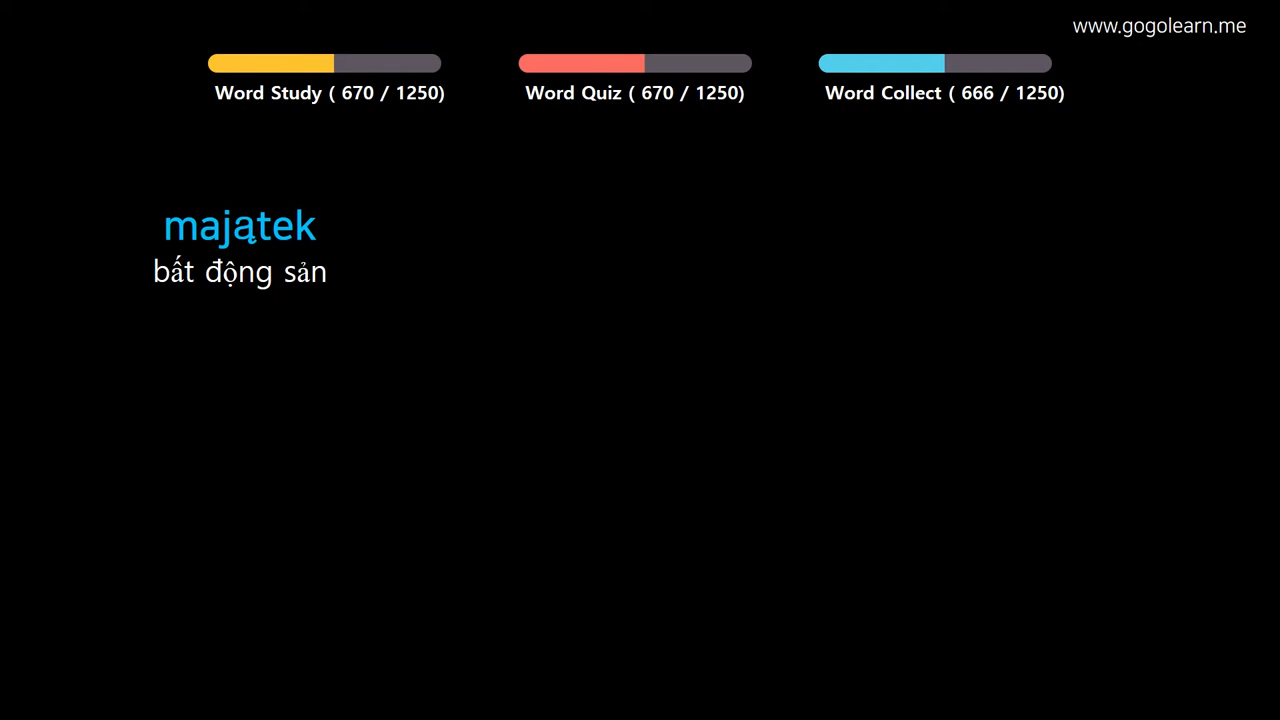 www.gogolearn.me
Word Study ( 670 / 1250)
Word Quiz ( 670 / 1250)
Word Collect ( 666 / 1250)
majątek
bất động sản